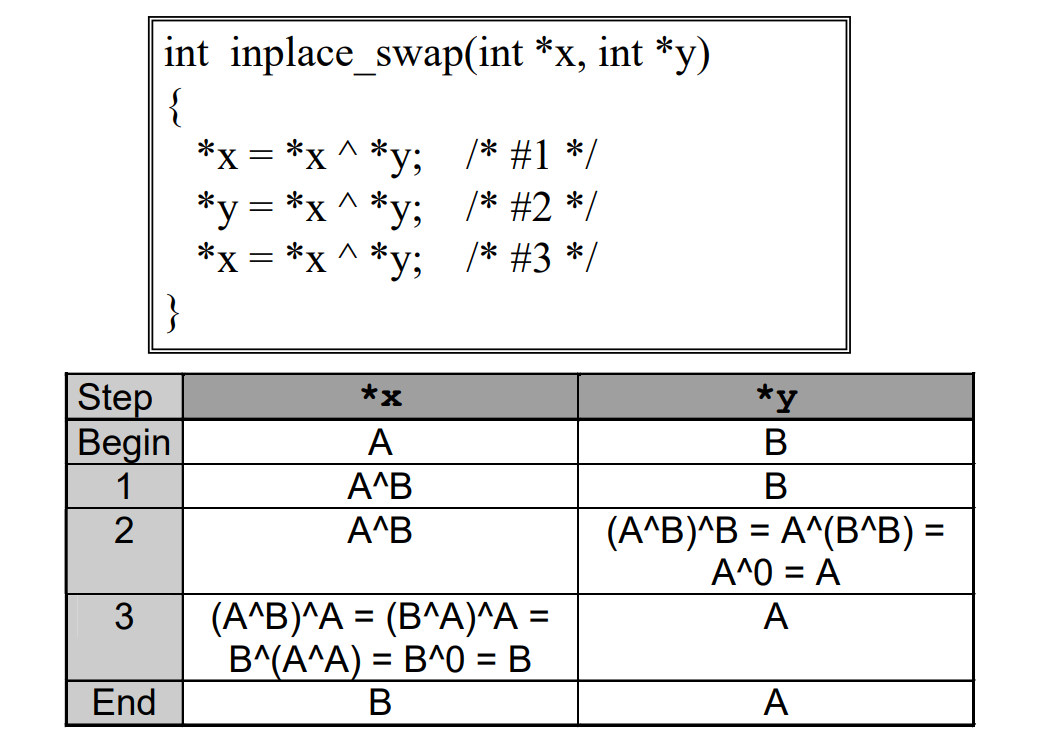 int inplace_swap(int *x, int *y)
{
*x = *x ^ *y; /* #1 */
*y = *x ^ *y; /* #2 */
*x = *x ^ *y; /* #3 */
}
Step *x *y
Begin A B
1 A^B B
2 A^B (A^B)^B = A^(B^B) =
A^0 = A
3 (A^B)^A = (B^A)^A = A
B^(A^A) = B^0 = B
End B A